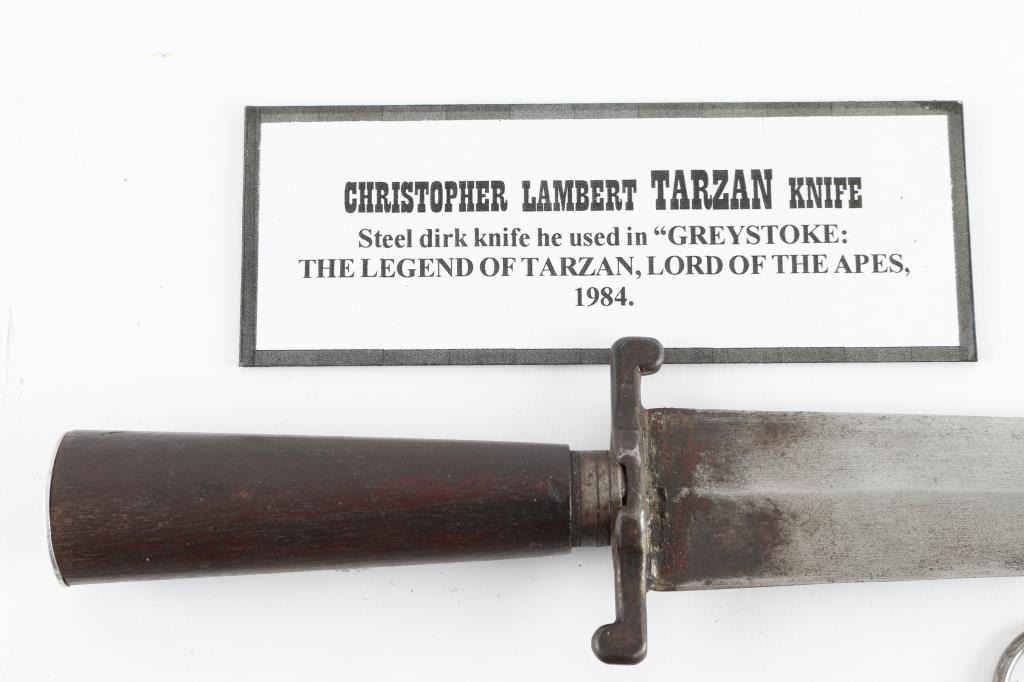 CHRISTOPHER LAMBERT TARZAN KNIFE
Steel dirk knife he used in “GREYSTOKE:
THE LEGEND OF TARZAN, LORD OF THE APES,
1984.